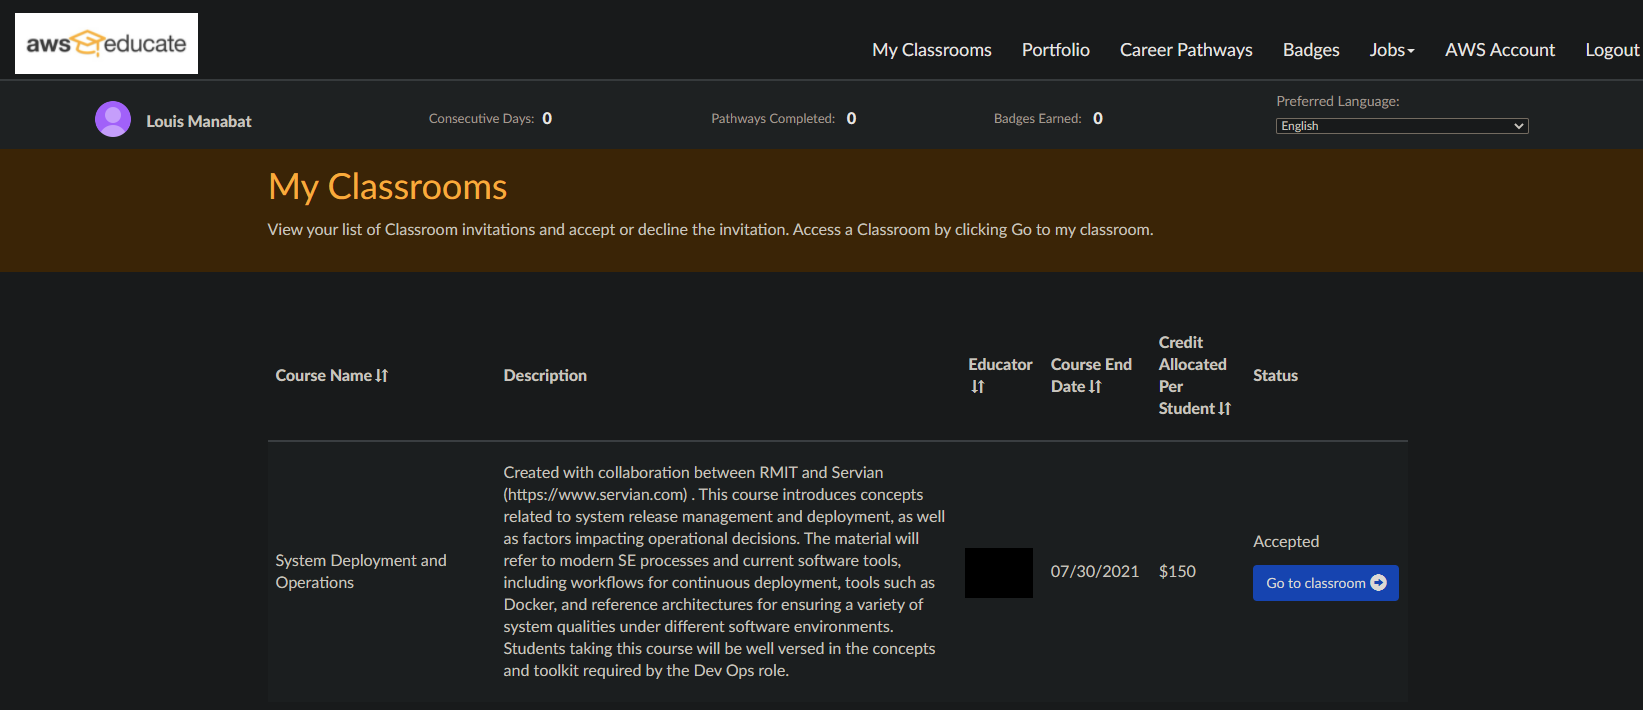 aws educate
My Classrooms Portfolio Career Pathways Badges Jobs AWS Account Logout
Louis Manabat
Consecutive Days: 0
Pathways Completed: 0
Badges Earned: 0
Preferred Language:
English
My Classrooms
View your list of Classroom invitations and accept or decline the invitation. Access a Classroom by clicking Go to my classroom.
Course Name
Description
Educator
Course End
Date
Credit
Allocated
Per
Student
Status
System Deployment and
Operations
Created with collaboration between RMIT and Servian
(https://www.servian.com) . This course introduces concepts
related to system release management and deployment, as well
as factors impacting operational decisions. The material will
refer to modern SE processes and current software tools,
including workflows for continuous deployment, tools such as
Docker, and reference architectures for ensuring a variety of
system qualities under different software environments.
Students taking this course will be well versed in the concepts
and toolkit required by the Dev Ops role.
07/30/2021
$150
Accepted
Go to classroom